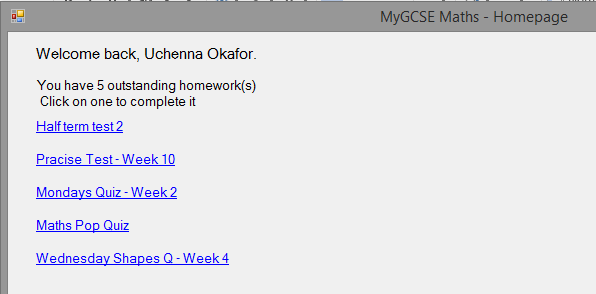 MyGCSE Maths - Homepage
Welcome back, Uchenna Okafor.
You have 5 outstanding homework(s)
Click on one to complete it
Half term test 2
Pracise Test - Week 10
Mondays Quiz - Week 2
Maths Pop Quiz
Wednesday Shapes Q - Week 4